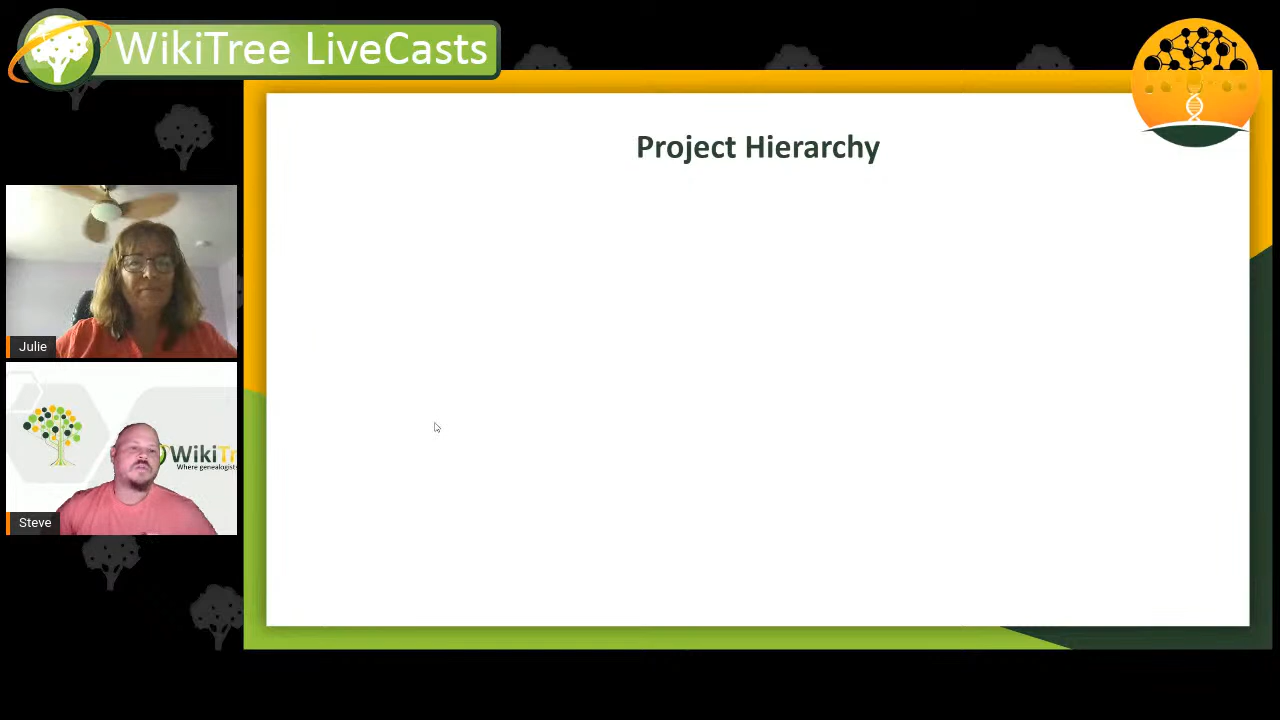 WikiTree LiveCasts
Project Hierarchy
Julie
WikiTr
Where genealogists
Steve